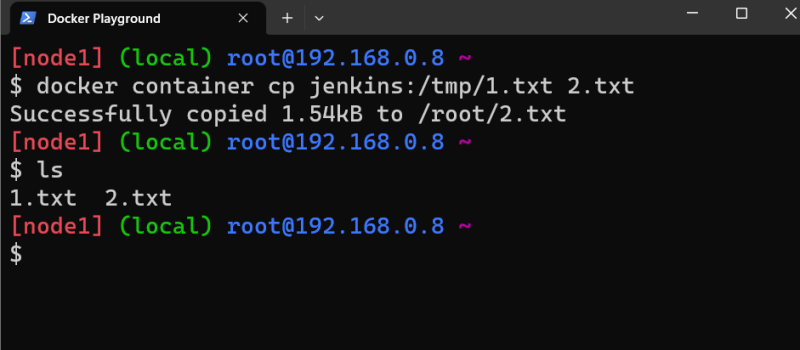 Docker Playground
[node1] (local) root@192.168.0.8 ~
$ docker container cp jenkins:/tmp/1.txt 2.txt
Successfully copied 1.54kB to /root/2.txt
[node1] (local) root@192.168.0.8 ~
$ ls
1.txt  2.txt
[node1] (local) root@192.168.0.8 ~
$